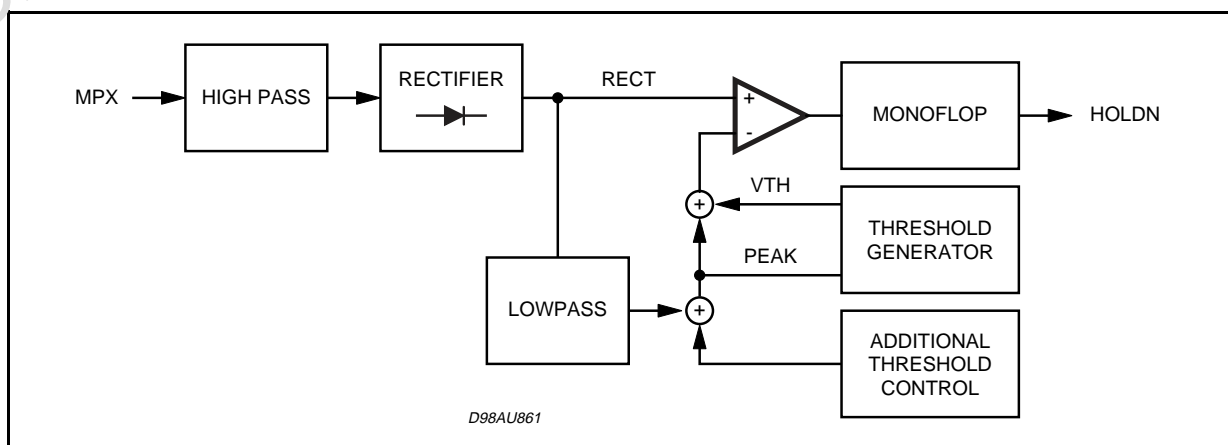 MPX
HIGH PASS
RECTIFIER
RECT
+
-
MONOFLOP
HOLDN
VTH
+
THRESHOLD
GENERATOR
PEAK
LOWPASS
+
ADDITIONAL
THRESHOLD
CONTROL
D98AU861